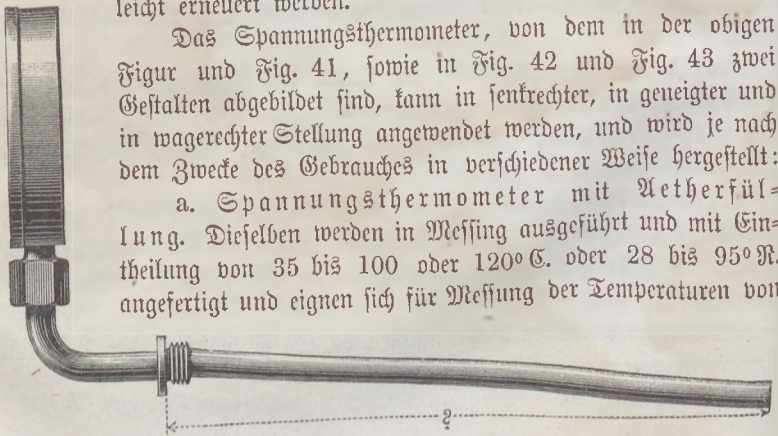 leicht erneuert werden.
Das Spannungsthermometer, von dem in der obigen
Figur und Fig. 41, sowie in Fig. 42 und Fig. 43 zwei
Gestalten abgebildet sind, kann in senkrechter, in geneigter und
in wagerechter Stellung angewendet werden, und wird je nach
dem Zwecke des Gebrauches in verschiedener Weise hergestellt:
a. Spannungsthermometer mit Aetherfül=
lung. Dieselben werden in Messing ausgeführt und mit Ein=
theilung von 35 bis 100 oder 120° C. oder 28 bis 95° R.
angefertigt und eignen sich für Messung der Temperaturen von
?